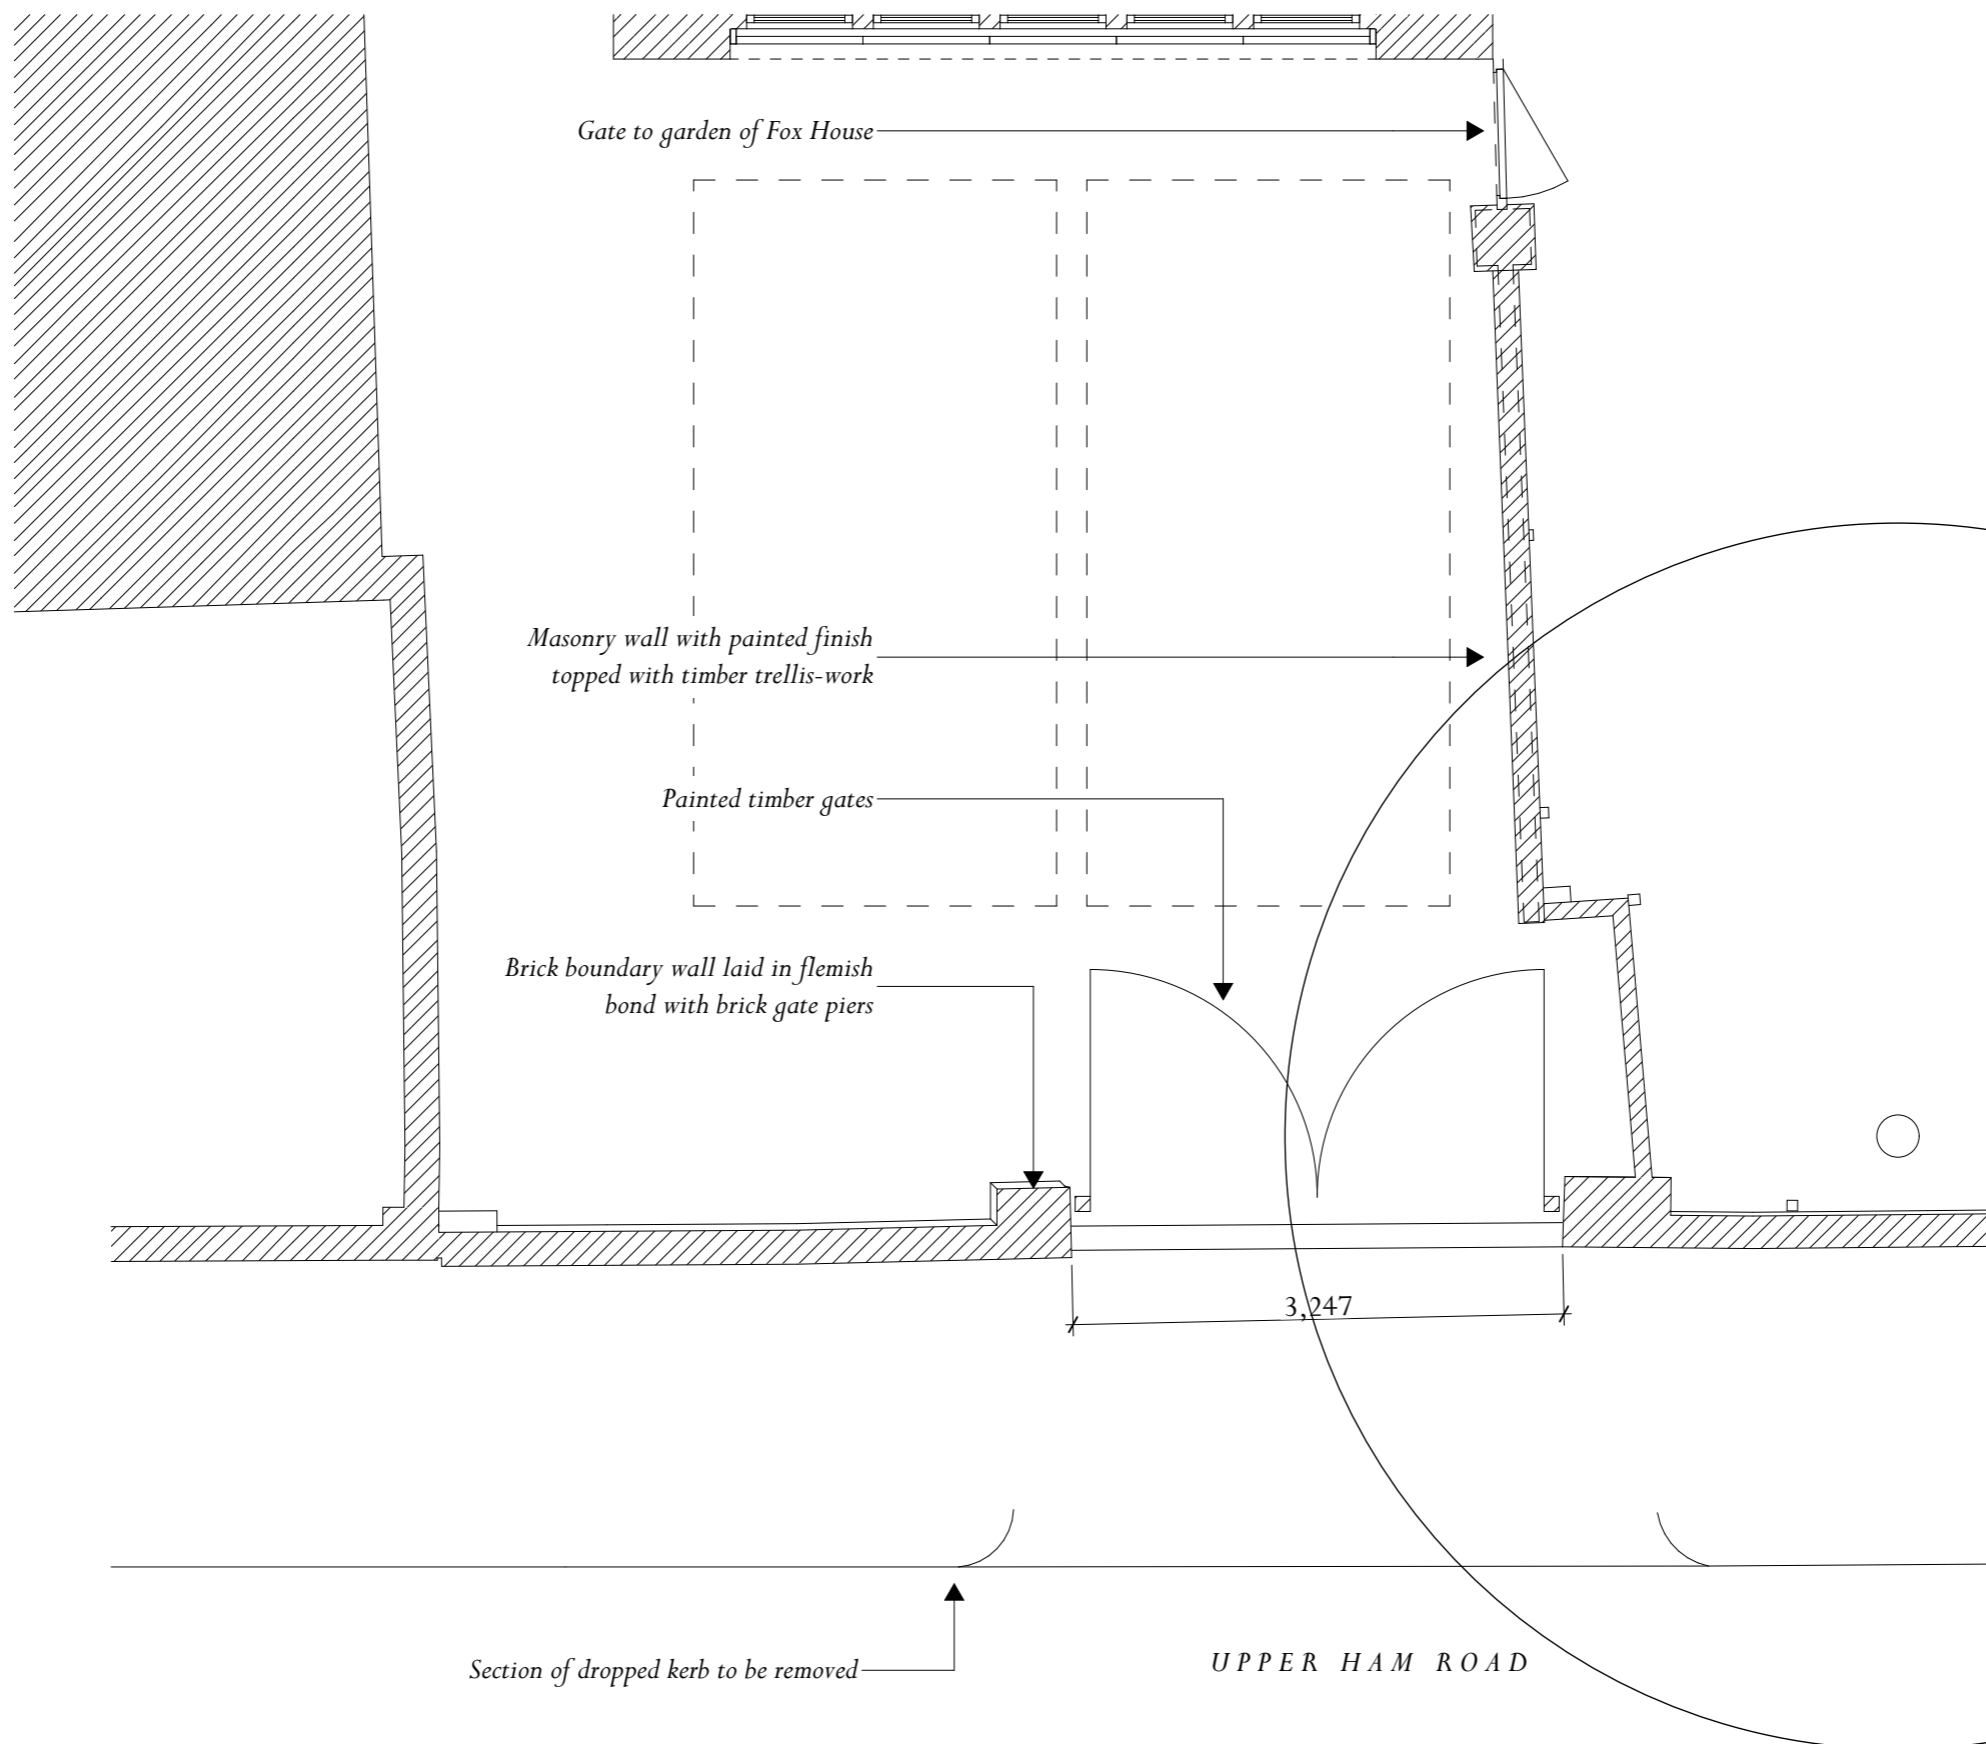 Gate to garden of Fox House
Masonry wall with painted finish
topped with timber trellis-work
Painted timber gates
Brick boundary wall laid in flemish
bond with brick gate piers
3,247
Section of dropped kerb to be removed
UPPER HAM ROAD